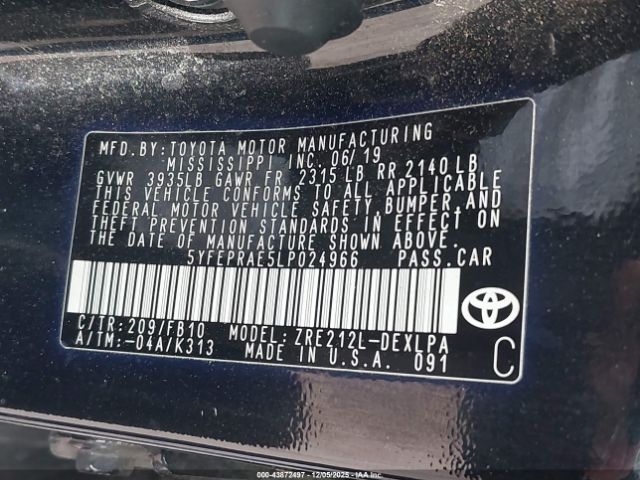 MFD. BY: TOYOTA MOTOR MANUFACTURING
MISSISSIPPI INC. 06/19
GVWR 3935LB GAWR FR 2315 LB RR 2140 LB
THIS VEHICLE CONFORMS TO ALL APPLICABLE
FEDERAL MOTOR VEHICLE SAFETY, BUMPER, AND
THEFT PREVENTION STANDARDS IN EFFECT ON
THE DATE OF MANUFACTURE SHOWN ABOVE.
5YFEPRAE5LP024966 PASS.CAR
C/TR: 209/FB10 MODEL: ZRE212L-DEXLPA
A/TM: -04A/K313 MADE IN U.S.A. 091
C
00-43872497 - 12/05/2025 - IAA INC.